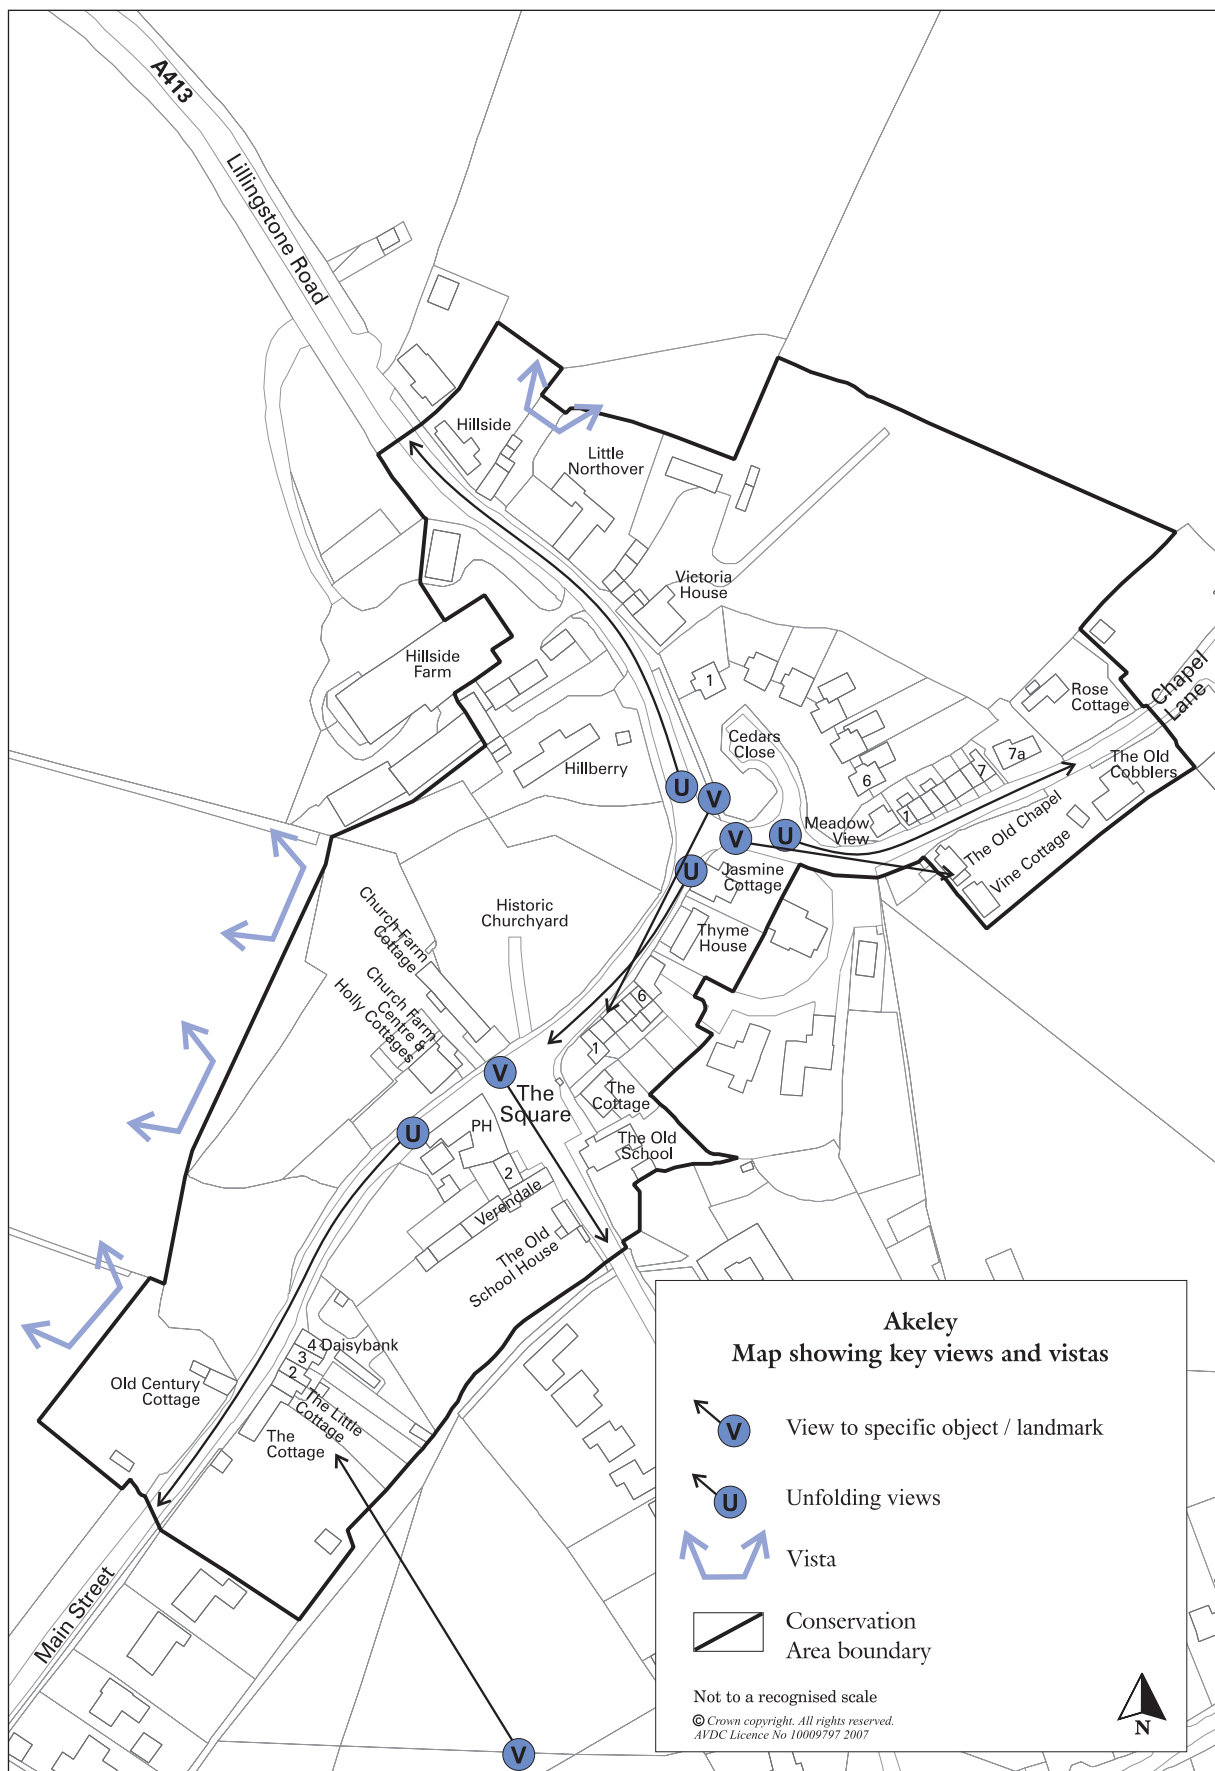 A413
Lillingstone Road
Hillside
Little
Northover
Victoria
House
Hillside
Farm
1
Rose
Cottage
Chapel
Lane
Cedars
Close
Hillberry
7a
7
The Old
Cobblers
6
U
V
1
Meadow
View
V
U
The Old Chapel
Vine Cottage
U
Jasmine
Cottage
Historic
Churchyard
Church Farm
Cottage
Thyme
House
Church Farm
Centre &
Holly Cottages
6
1
V
The
Square
The
Cottage
U
PH
The Old
School
2
Verendale
The Old
School House
4 Daisybank
3
2
Old Century
Cottage
The Little
Cottage
The
Cottage
Main Street
V
Akeley
Map showing key views and vistas
V
View to specific object / landmark
U
Unfolding views
Vista
Conservation
Area boundary
Not to a recognised scale
© Crown copyright. All rights reserved.
AVDC Licence No 10009797 2007
N